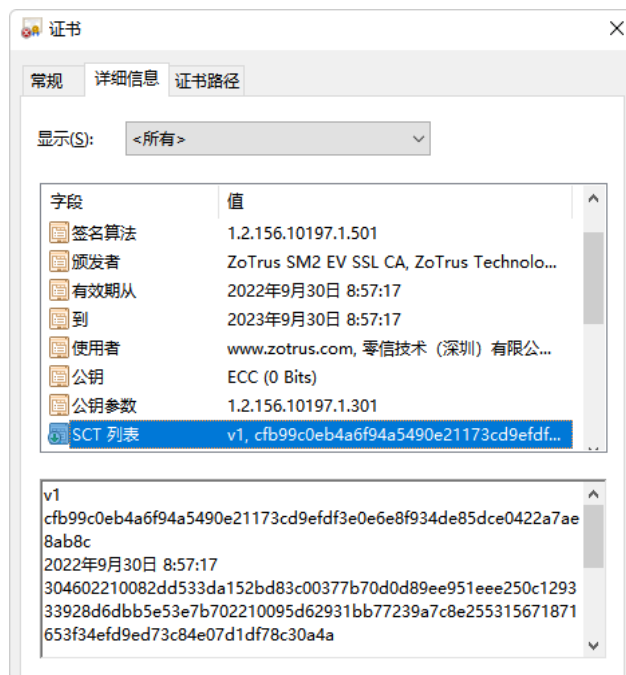 证书
常规 详细信息 证书路径
显示(S): <所有>
字段 值
签名算法 1.2.156.10197.1.501
颁发者 ZoTrus SM2 EV SSL CA, ZoTrus Technolo...
有效期从 2022年9月30日 8:57:17
到 2023年9月30日 8:57:17
使用者 www.zotrus.com, 零信技术（深圳）有限公...
公钥 ECC (0 Bits)
公钥参数 1.2.156.10197.1.301
SCT 列表 v1, cfb99c0eb4a6f94a5490e21173cd9efdf...
v1
cfb99c0eb4a6f94a5490e21173cd9efdf3e0e6e8f934de85dce0422a7ae
8ab8c
2022年9月30日 8:57:17
304602210082dd533da152bd83c00377b70d0d89ee951eee250c1293
33928d6dbb5e53e7b702210095d62931bb77239a7c8e255315671871
653f34efd9ed73c84e07d1df78c30a4a